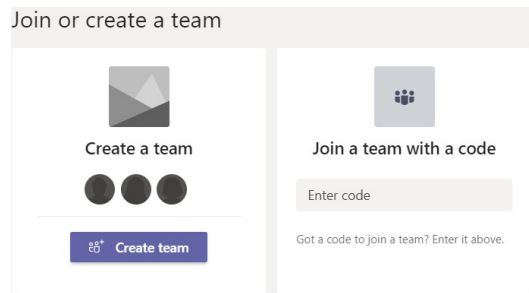 Join or create a team
Create a team
Create team
Join a team with a code
Enter code
Got a code to join a team? Enter it above.